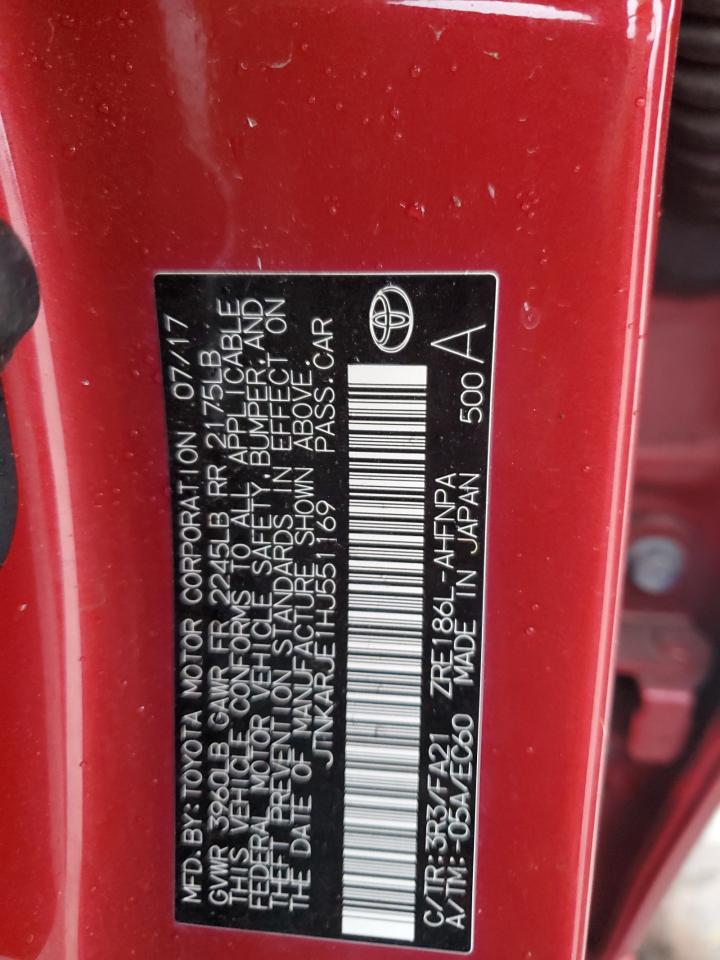 MFD.BY:TOYOTA MOTOR CORPORATION 07/17
GVWR 3960LB GAWR FR 2245LB RR 2175LB
THIS VEHICLE CONFORMS TO ALL APPLICABLE
FEDERAL MOTOR VEHICLE SAFETY, BUMPER, AND
THEFT PREVENTION STANDARDS IN EFFECT ON
THE DATE OF MANUFACTURE SHOWN ABOVE.
JTNKARJE1HJ551169 PASS.CAR
C/TR:3R3/FA21 ZRE186L-AHFNPA
A/TM:-05A/EC60 MADE IN JAPAN 500 A